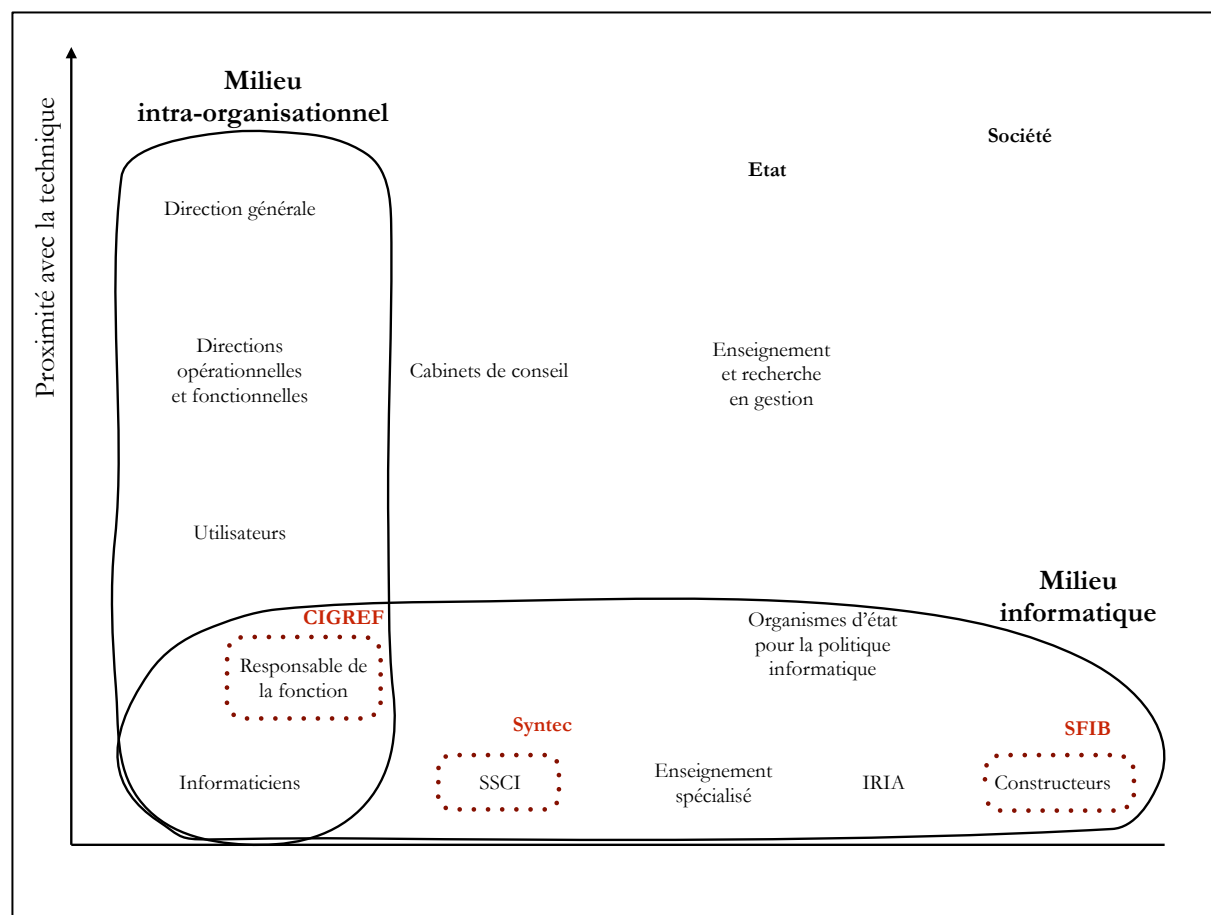 Proximité avec la technique
Milieu
intra-organisationnel
Société
Etat
Direction générale
Directions
opérationnelles
et fonctionnelles
Cabinets de conseil
Enseignement
et recherche
en gestion
Utilisateurs
Milieu
informatique
CIGREF
Organismes d'état
pour la politique
informatique
Responsable de
la fonction
Syntec
SFIB
Informaticiens
SSCI
Enseignement
spécialisé
IRIA
Constructeurs